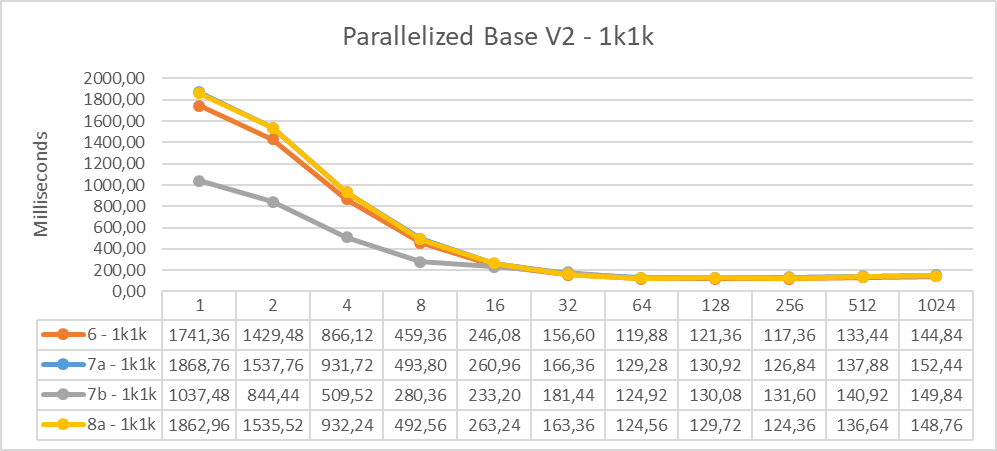 Parallelized Base V2 - 1k1k
Milliseconds
2000,00
1800,00
1600,00
1400,00
1200,00
1000,00
800,00
600,00
400,00
200,00
0,00
1 2 4 8 16 32 64 128 256 512 1024
6 - 1k1k 1741,36 1429,48 866,12 459,36 246,08 156,60 119,88 121,36 117,36 133,44 144,84
7a - 1k1k 1868,76 1537,76 931,72 493,80 260,96 166,36 129,28 130,92 126,84 137,88 152,44
7b - 1k1k 1037,48 844,44 509,52 280,36 233,20 181,44 124,92 130,08 131,60 140,92 149,84
8a - 1k1k 1862,96 1535,52 932,24 492,56 263,24 163,36 124,56 129,72 124,36 136,64 148,76